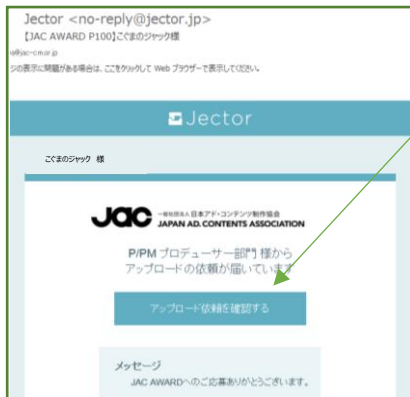 Jector <no-reply@jector.jp>
【JAC AWARD P100】こぐまのジャック様
@jac-cm.or.jp
ジの表示に問題がある場合は、ここをクリックして Web ブラウザーで表示してください。
Jector
こぐまのジャック 様
JAC 一般社団法人 日本アド・コンテンツ制作協会
JAPAN AD. CONTENTS ASSOCIATION
P/PM プロデューサー部門 様から
アップロードの依頼が届いています
アップロード依頼を確認する
メッセージ
JAC AWARDへのご応募ありがとうございます。